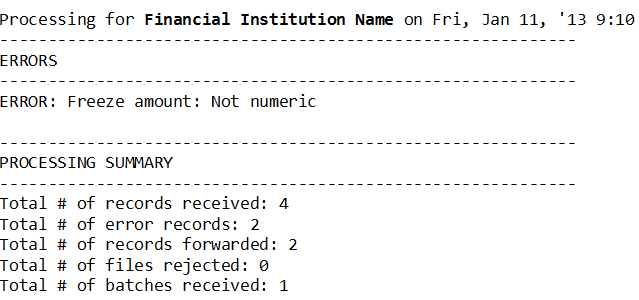 Processing for Financial Institution Name on Fri, Jan 11, '13 9:10
------------------------------------------------------------
ERRORS
------------------------------------------------------------
ERROR: Freeze amount: Not numeric
------------------------------------------------------------
PROCESSING SUMMARY
------------------------------------------------------------
Total # of records received: 4
Total # of error records: 2
Total # of records forwarded: 2
Total # of files rejected: 0
Total # of batches received: 1